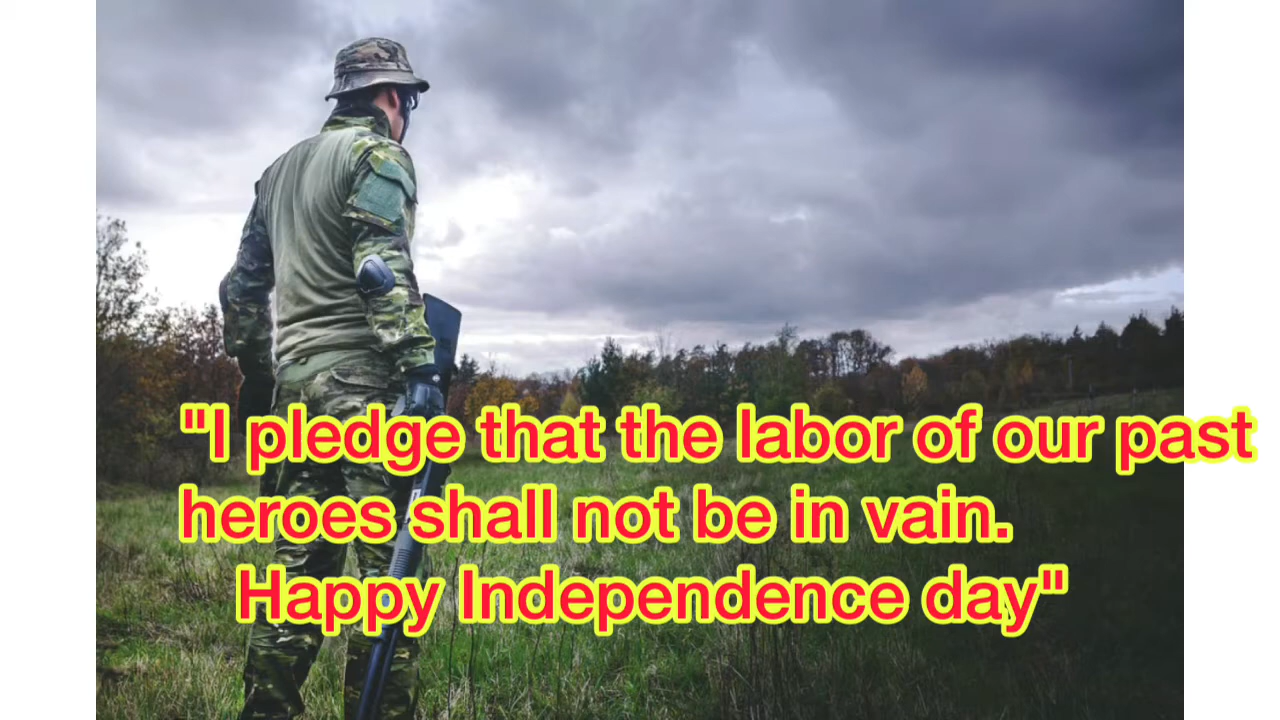 "I pledge that the labor of our past
heroes shall not be in vain.
Happy Independence day"